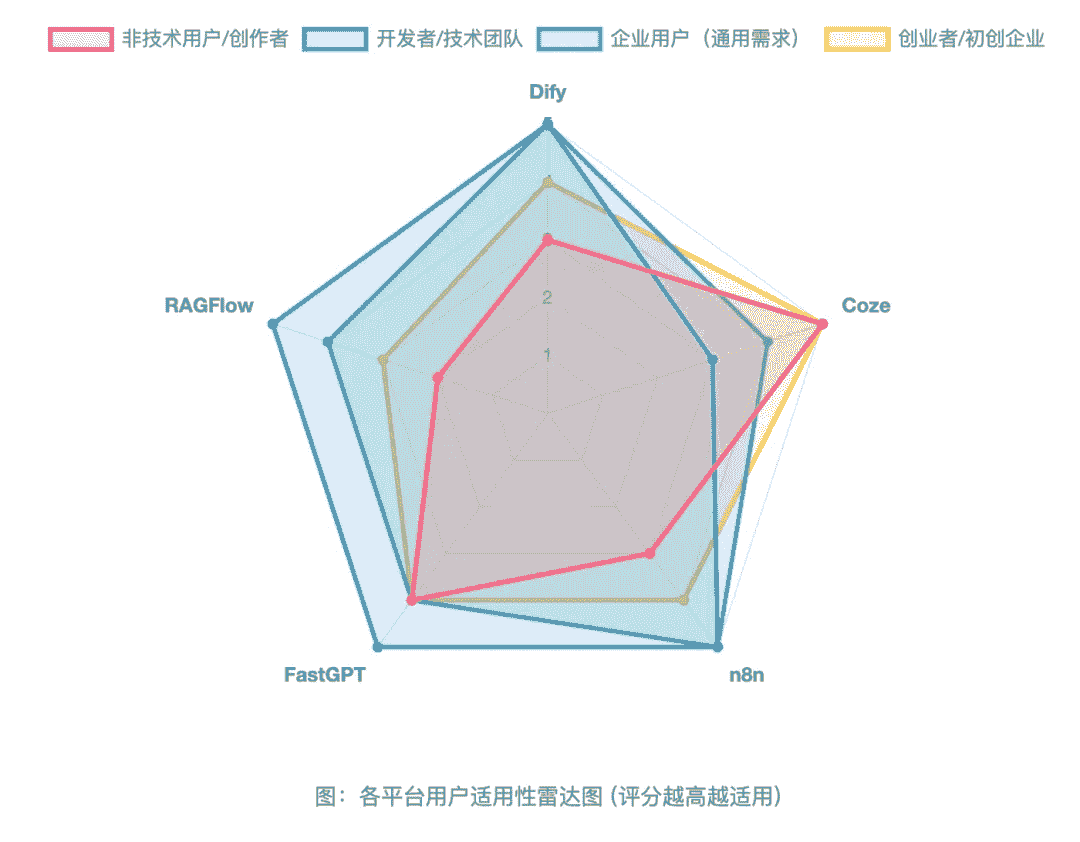 非技术用户/创作者 开发者/技术团队 企业用户（通用需求） 创业者/初创企业
Dify
RAGFlow
2
Coze
1
FastGPT
n8n
图：各平台用户适用性雷达图 (评分越高越适用)